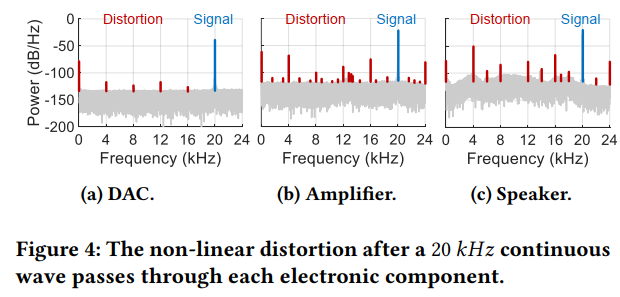 0
-50
-100
-150
-200
Power (dB/Hz)
Distortion Signal
0 4 8 12 16 20 24
Frequency (kHz)
(a) DAC.
Distortion Signal
0 4 8 12 16 20 24
Frequency (kHz)
(b) Amplifier.
Distortion Signal
0 4 8 12 16 20 24
Frequency (kHz)
(c) Speaker.
Figure 4: The non-linear distortion after a 20 kHz continuous
wave passes through each electronic component.